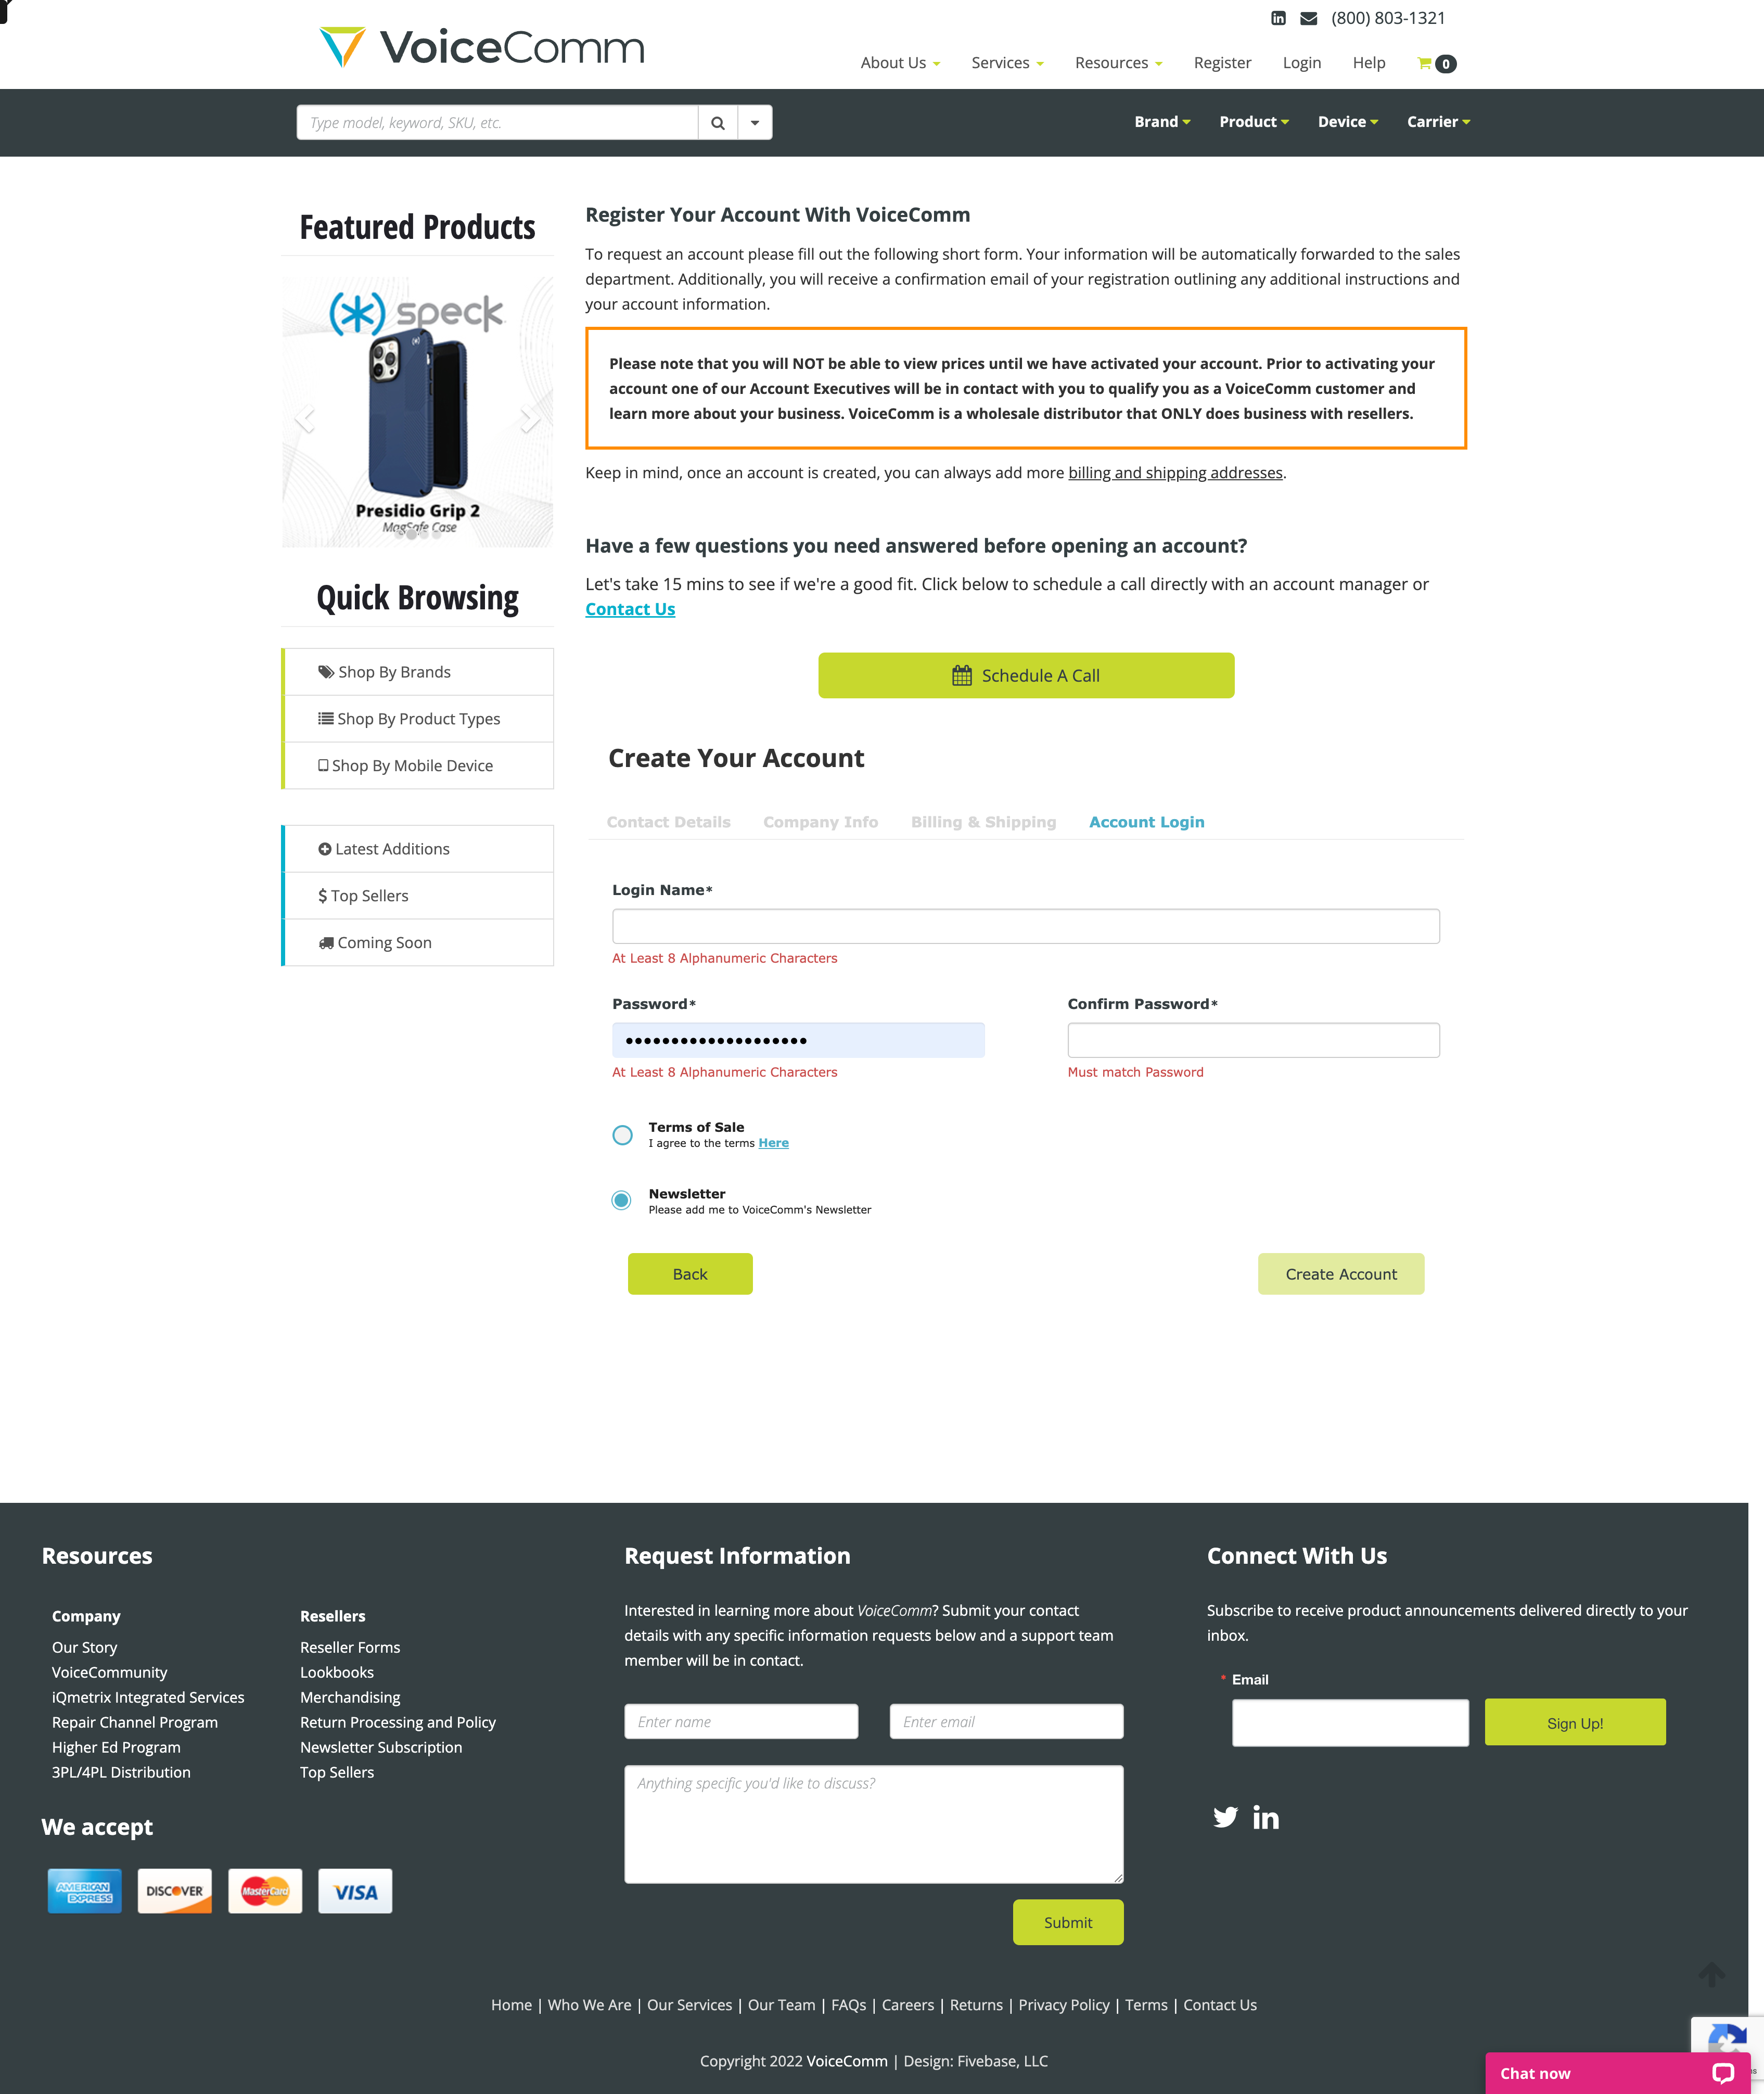 (800) 803-1321
VoiceComm
About Us
Services
Resources
Register
Login
Help
0
Type model, keyword, SKU, etc.
Brand
Product
Device
Carrier
Featured Products
speck
Presidio Grip 2
MagSafe Case
Quick Browsing
Shop By Brands
Shop By Product Types
Shop By Mobile Device
Latest Additions
Top Sellers
Coming Soon
Register Your Account With VoiceComm
To request an account please fill out the following short form. Your information will be automatically forwarded to the sales
department. Additionally, you will receive a confirmation email of your registration outlining any additional instructions and
your account information.
Please note that you will NOT be able to view prices until we have activated your account. Prior to activating your
account one of our Account Executives will be in contact with you to qualify you as a VoiceComm customer and
learn more about your business. VoiceComm is a wholesale distributor that ONLY does business with resellers.
Keep in mind, once an account is created, you can always add more billing and shipping addresses.
Have a few questions you need answered before opening an account?
Let's take 15 mins to see if we're a good fit. Click below to schedule a call directly with an account manager or
Contact Us
Schedule A Call
Create Your Account
Contact Details
Company Info
Billing & Shipping
Account Login
Login Name*
At Least 8 Alphanumeric Characters
Password*
Confirm Password*
At Least 8 Alphanumeric Characters
Must match Password
Terms of Sale
I agree to the terms Here
Newsletter
Please add me to VoiceComm's Newsletter
Back
Create Account
Resources
Company
Our Story
VoiceCommunity
iQmetrix Integrated Services
Repair Channel Program
Higher Ed Program
3PL/4PL Distribution
Resellers
Reseller Forms
Lookbooks
Merchandising
Return Processing and Policy
Newsletter Subscription
Top Sellers
We accept
AMERICAN EXPRESS
DISCOVER
MasterCard
VISA
Request Information
Interested in learning more about VoiceComm? Submit your contact
details with any specific information requests below and a support team
member will be in contact.
Enter name
Enter email
Anything specific you'd like to discuss?
Submit
Connect With Us
Subscribe to receive product announcements delivered directly to your
inbox.
* Email
Sign Up!
Home | Who We Are | Our Services | Our Team | FAQs | Careers | Returns | Privacy Policy | Terms | Contact Us
Copyright 2022 VoiceComm | Design: Fivebase, LLC
Chat now